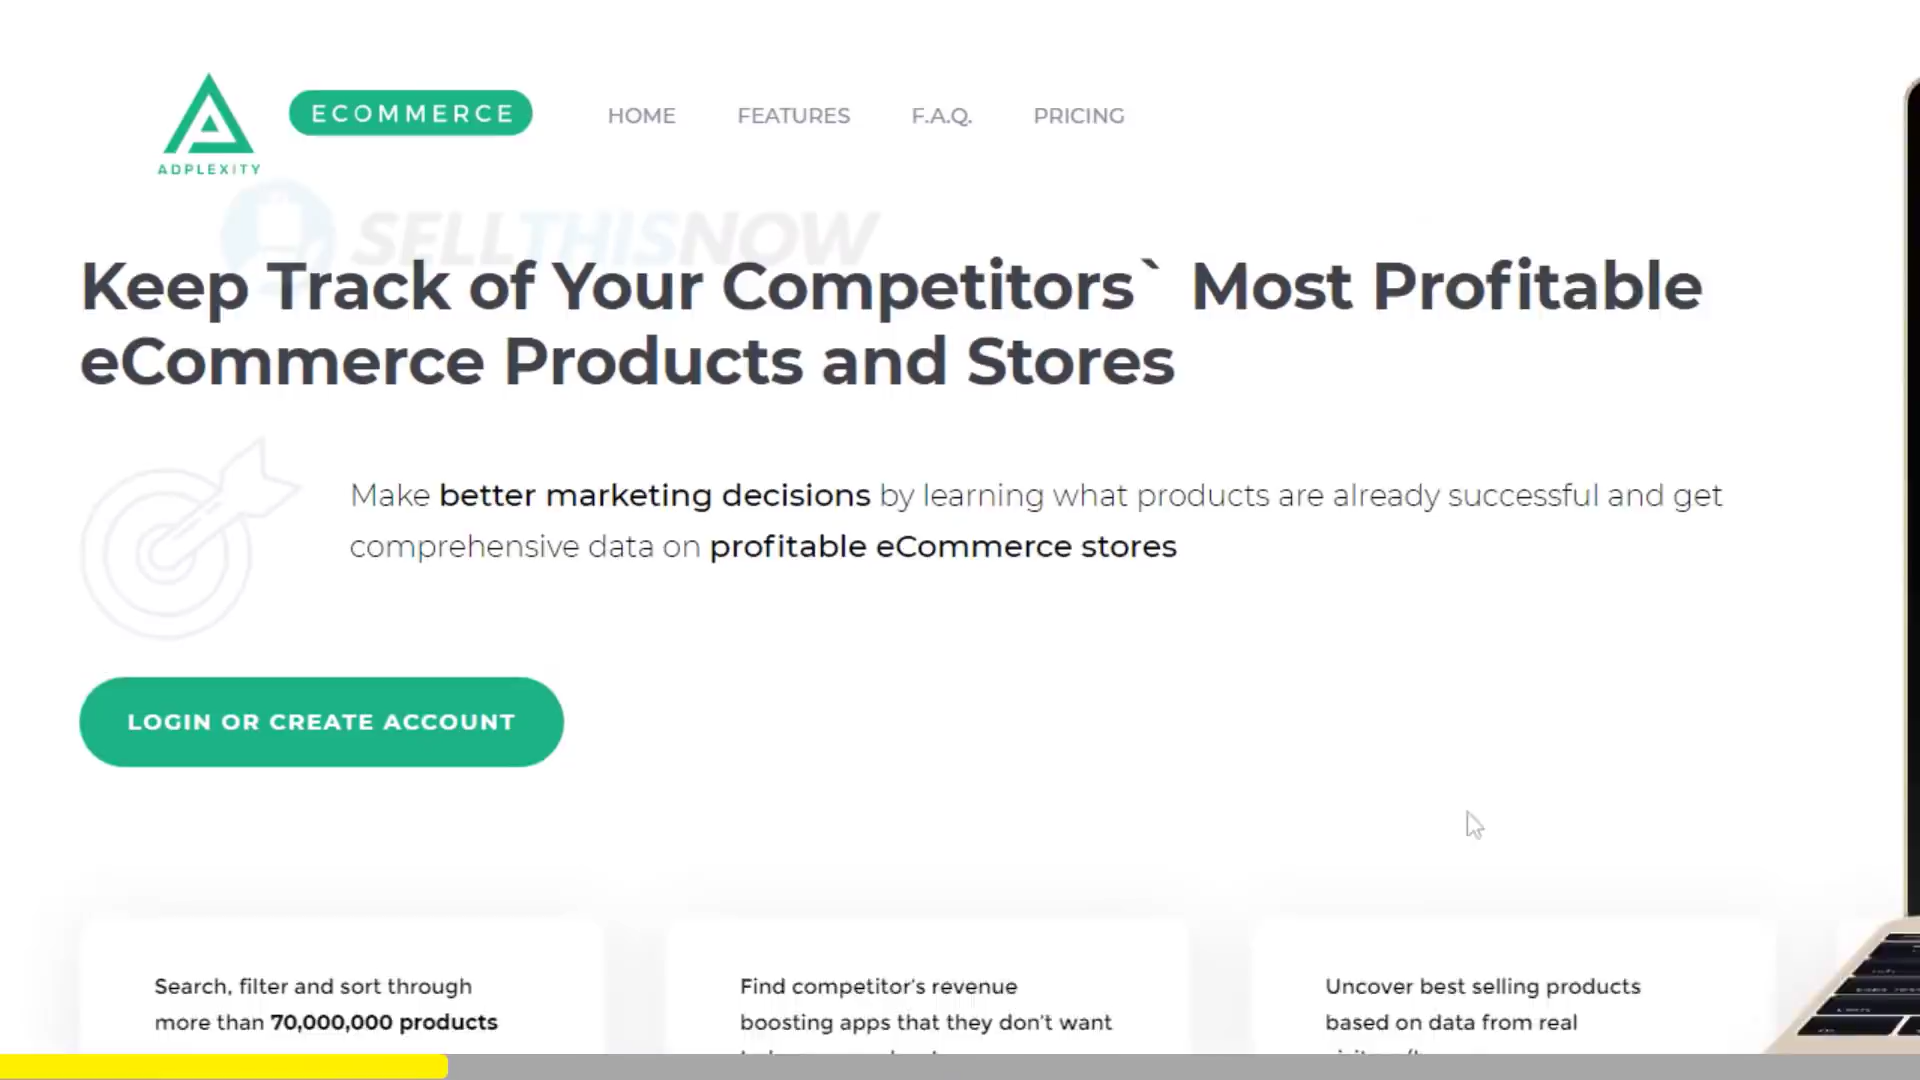 ADPLEXITY
ECOMMERCE
HOME
FEATURES
F.A.Q.
PRICING
SELLTHISNOW
Keep Track of Your Competitors` Most Profitable
eCommerce Products and Stores
Make better marketing decisions by learning what products are already successful and get
comprehensive data on profitable eCommerce stores
LOGIN OR CREATE ACCOUNT
Search, filter and sort through
more than 70,000,000 products
Find competitor's revenue
boosting apps that they don't want
Uncover best selling products
based on data from real